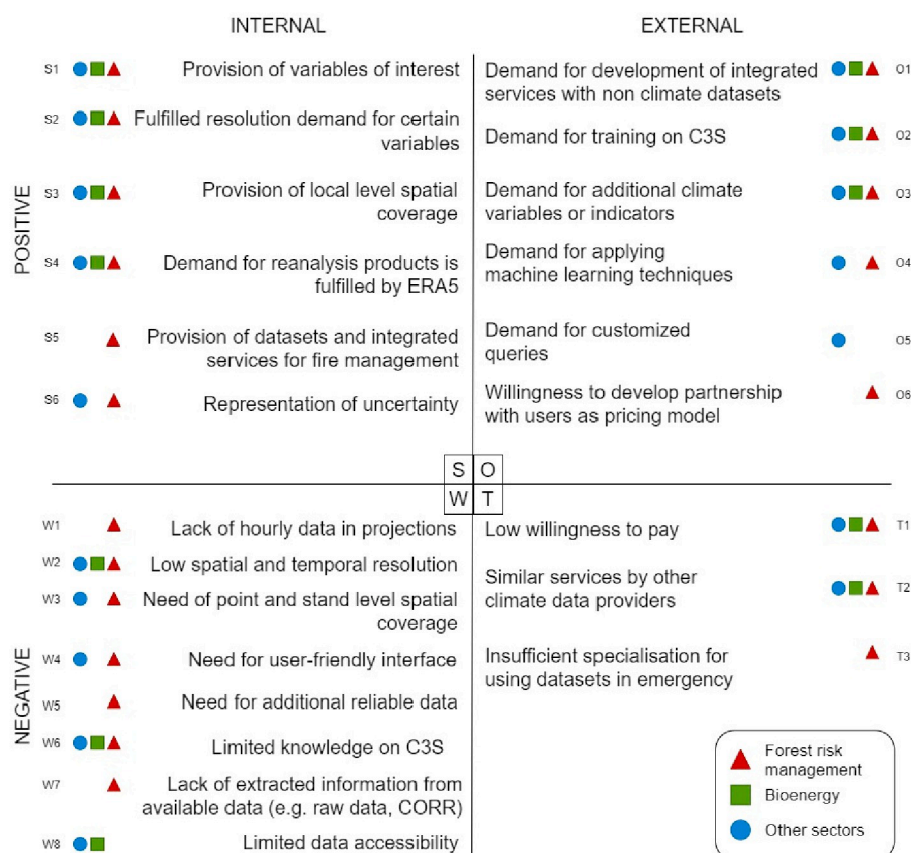 INTERNAL
EXTERNAL
POSITIVE
S1 Provision of variables of interest
S2 Fulfilled resolution demand for certain
variables
S3 Provision of local level spatial
coverage
S4 Demand for reanalysis products is
fulfilled by ERA5
S5 Provision of datasets and integrated
services for fire management
S6 Representation of uncertainty
Demand for development of integrated O1
services with non climate datasets
Demand for training on C3S O2
Demand for additional climate O3
variables or indicators
Demand for applying O4
machine learning techniques
Demand for customized O5
queries
Willingness to develop partnership O6
with users as pricing model
S O
W T
NEGATIVE
W1 Lack of hourly data in projections
W2 Low spatial and temporal resolution
W3 Need of point and stand level spatial
coverage
W4 Need for user-friendly interface
W5 Need for additional reliable data
W6 Limited knowledge on C3S
W7 Lack of extracted information from
available data (e.g. raw data, CORR)
W8 Limited data accessibility
Low willingness to pay T1
Similar services by other T2
climate data providers
Insufficient specialisation for T3
using datasets in emergency
Forest risk
management
Bioenergy
Other sectors